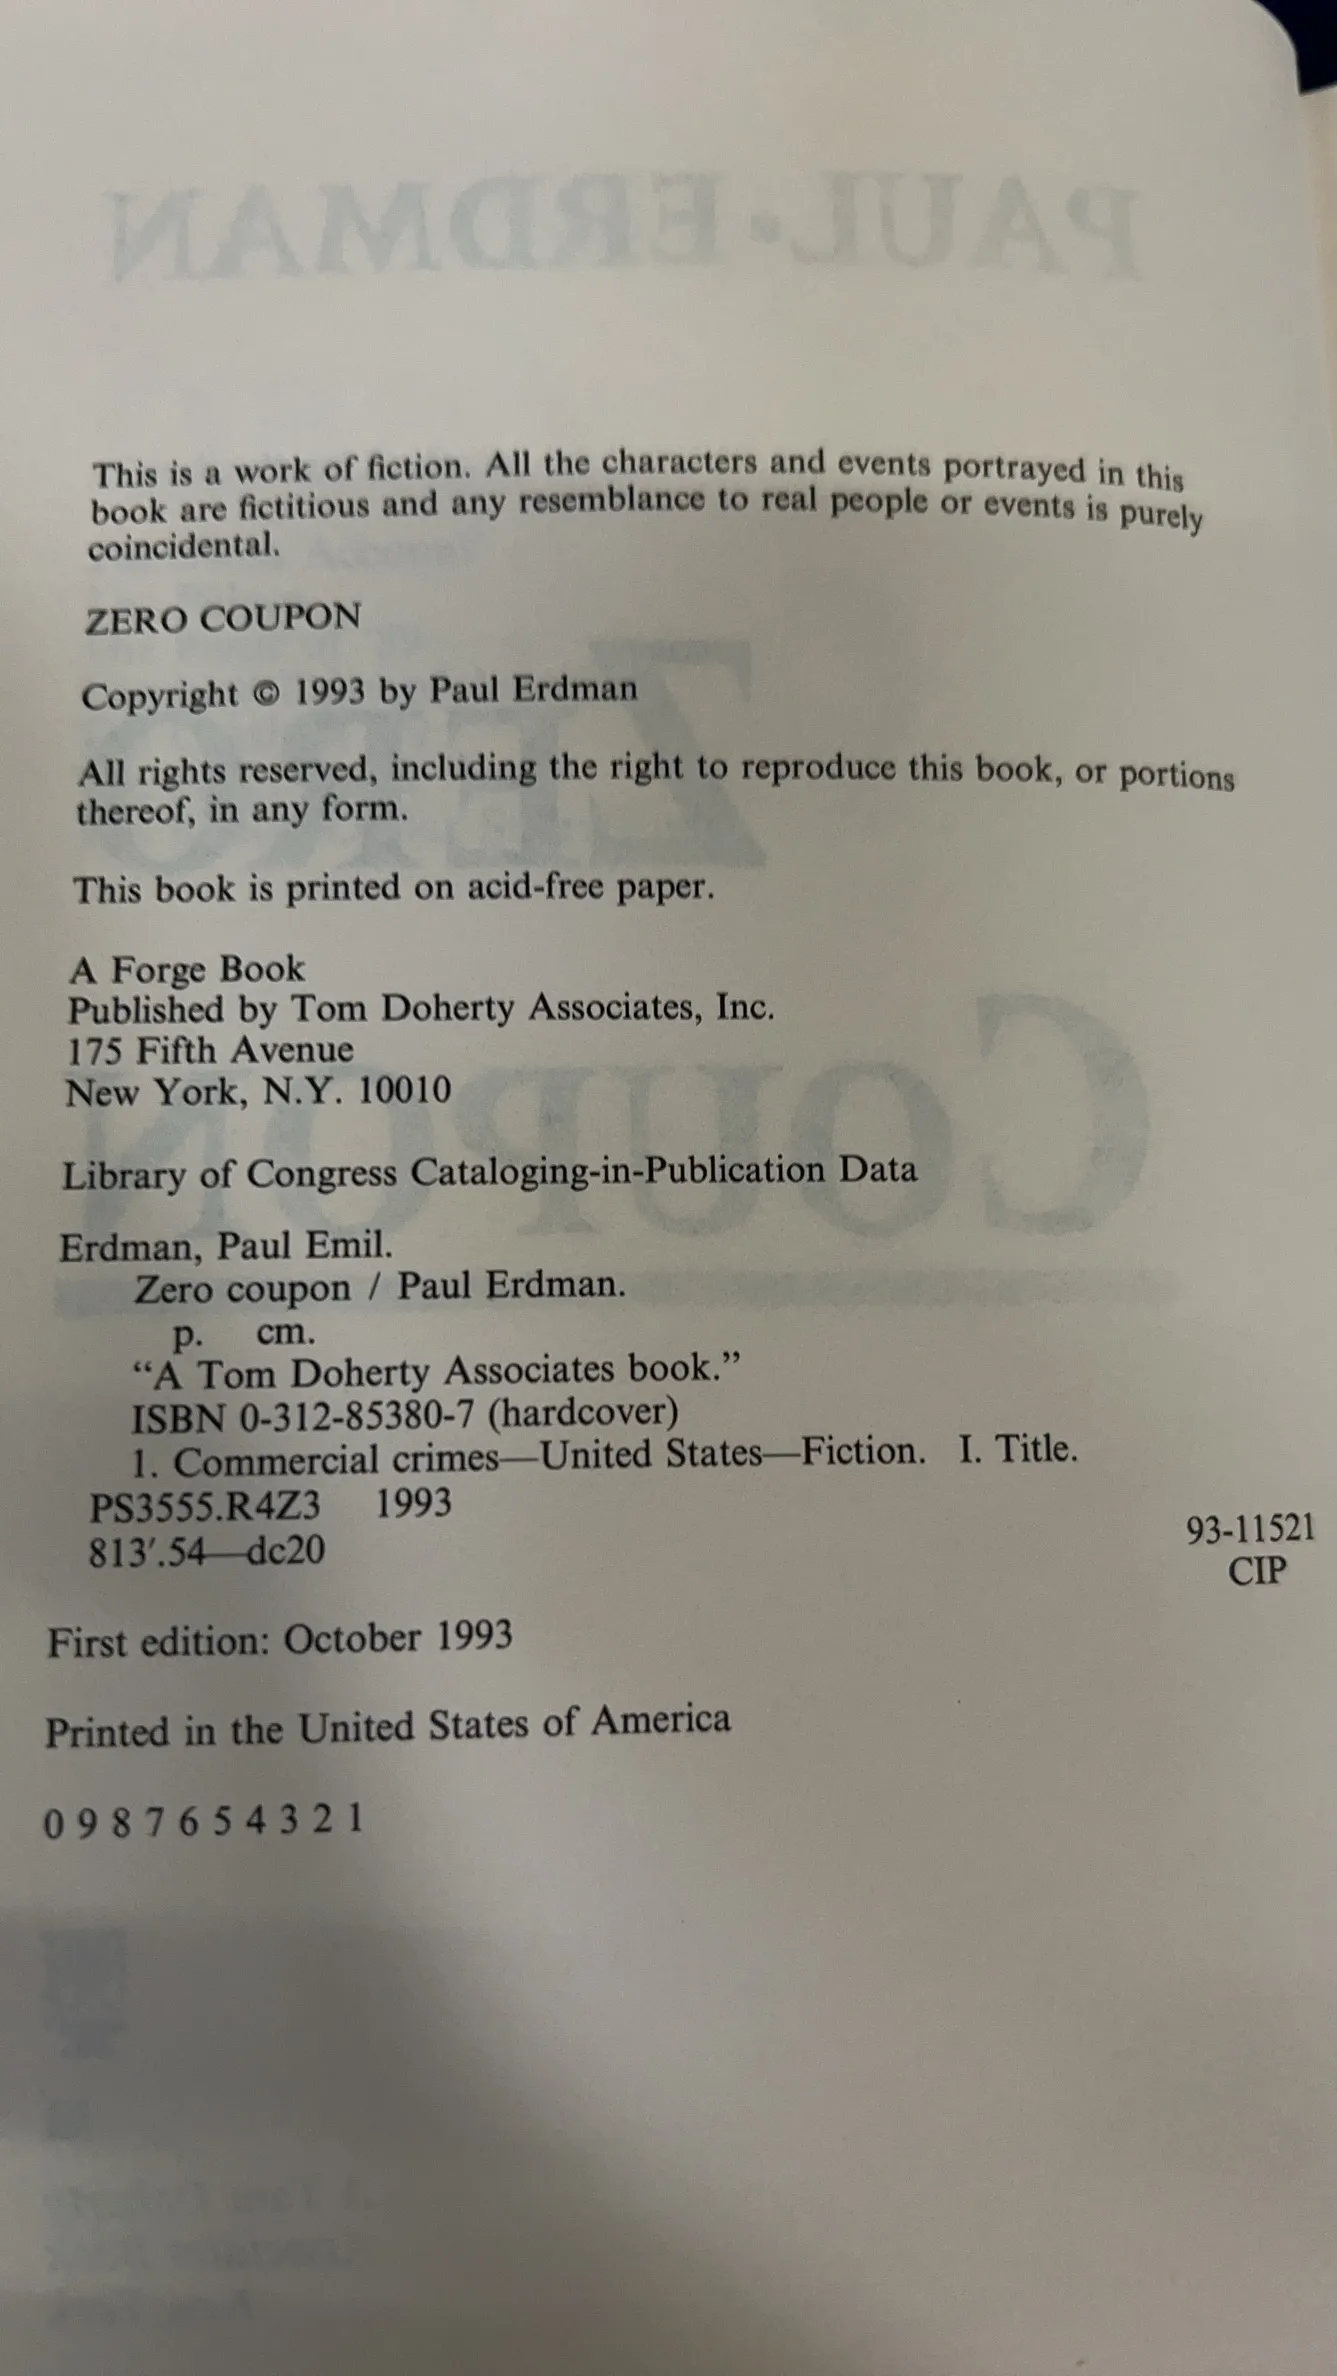 This is a work of fiction. All the characters and events portrayed in this
book are fictitious and any resemblance to real people or events is purely
coincidental.
ZERO COUPON
Copyright © 1993 by Paul Erdman
All rights reserved, including the right to reproduce this book, or portions
thereof, in any form.
This book is printed on acid-free paper.
A Forge Book
Published by Tom Doherty Associates, Inc.
175 Fifth Avenue
New York, N.Y. 10010
Library of Congress Cataloging-in-Publication Data
Erdman, Paul Emil.
Zero coupon / Paul Erdman.
p. cm.
“A Tom Doherty Associates book.”
ISBN 0-312-85380-7 (hardcover)
1. Commercial crimes—United States—Fiction. I. Title.
PS3555.R4Z3 1993
813′.54—dc20
93-11521
CIP
First edition: October 1993
Printed in the United States of America
0 9 8 7 6 5 4 3 2 1